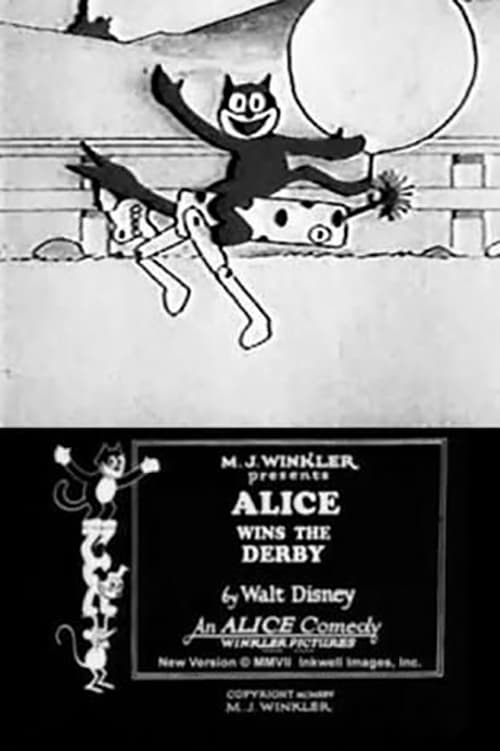 M. J. WINKLER
presents
ALICE
WINS THE
DERBY
by Walt Disney
An ALICE Comedy
WINKLER PICTURES
New Version © MMVII Inkwell Images, Inc.
COPYRIGHT
M. J. WINKLER